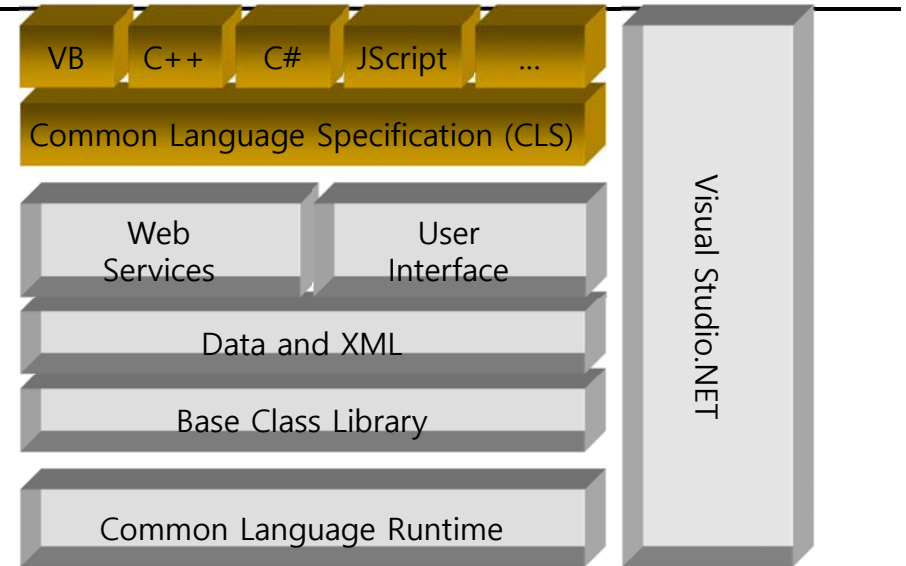 VB
C++
C#
JScript
...
Common Language Specification (CLS)
Web
Services
User
Interface
Data and XML
Base Class Library
Common Language Runtime
Visual Studio.NET